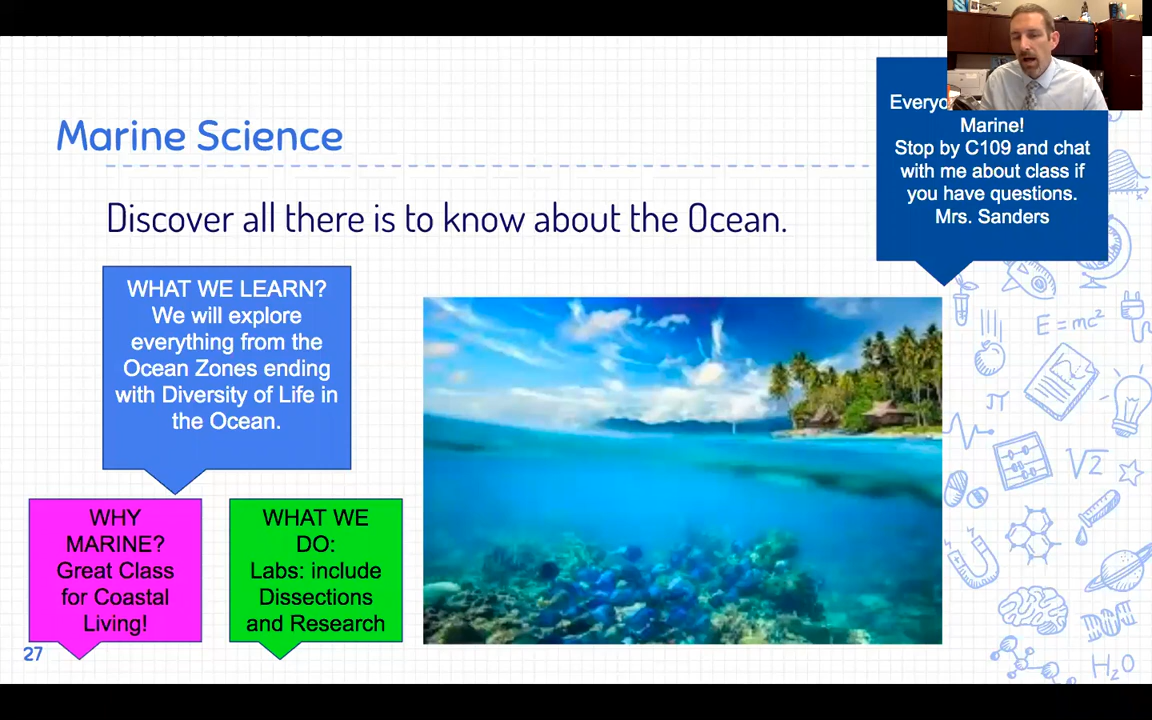 Marine Science
Discover all there is to know about the Ocean.
Marine!
Stop by C109 and chat
with me about class if
you have questions.
Mrs. Sanders
WHAT WE LEARN?
We will explore
everything from the
Ocean Zones ending
with Diversity of Life in
the Ocean.
WHY
MARINE?
Great Class
for Coastal
Living!
WHAT WE
DO:
Labs: include
Dissections
and Research
27
E=mc²
π
√2
H₂O